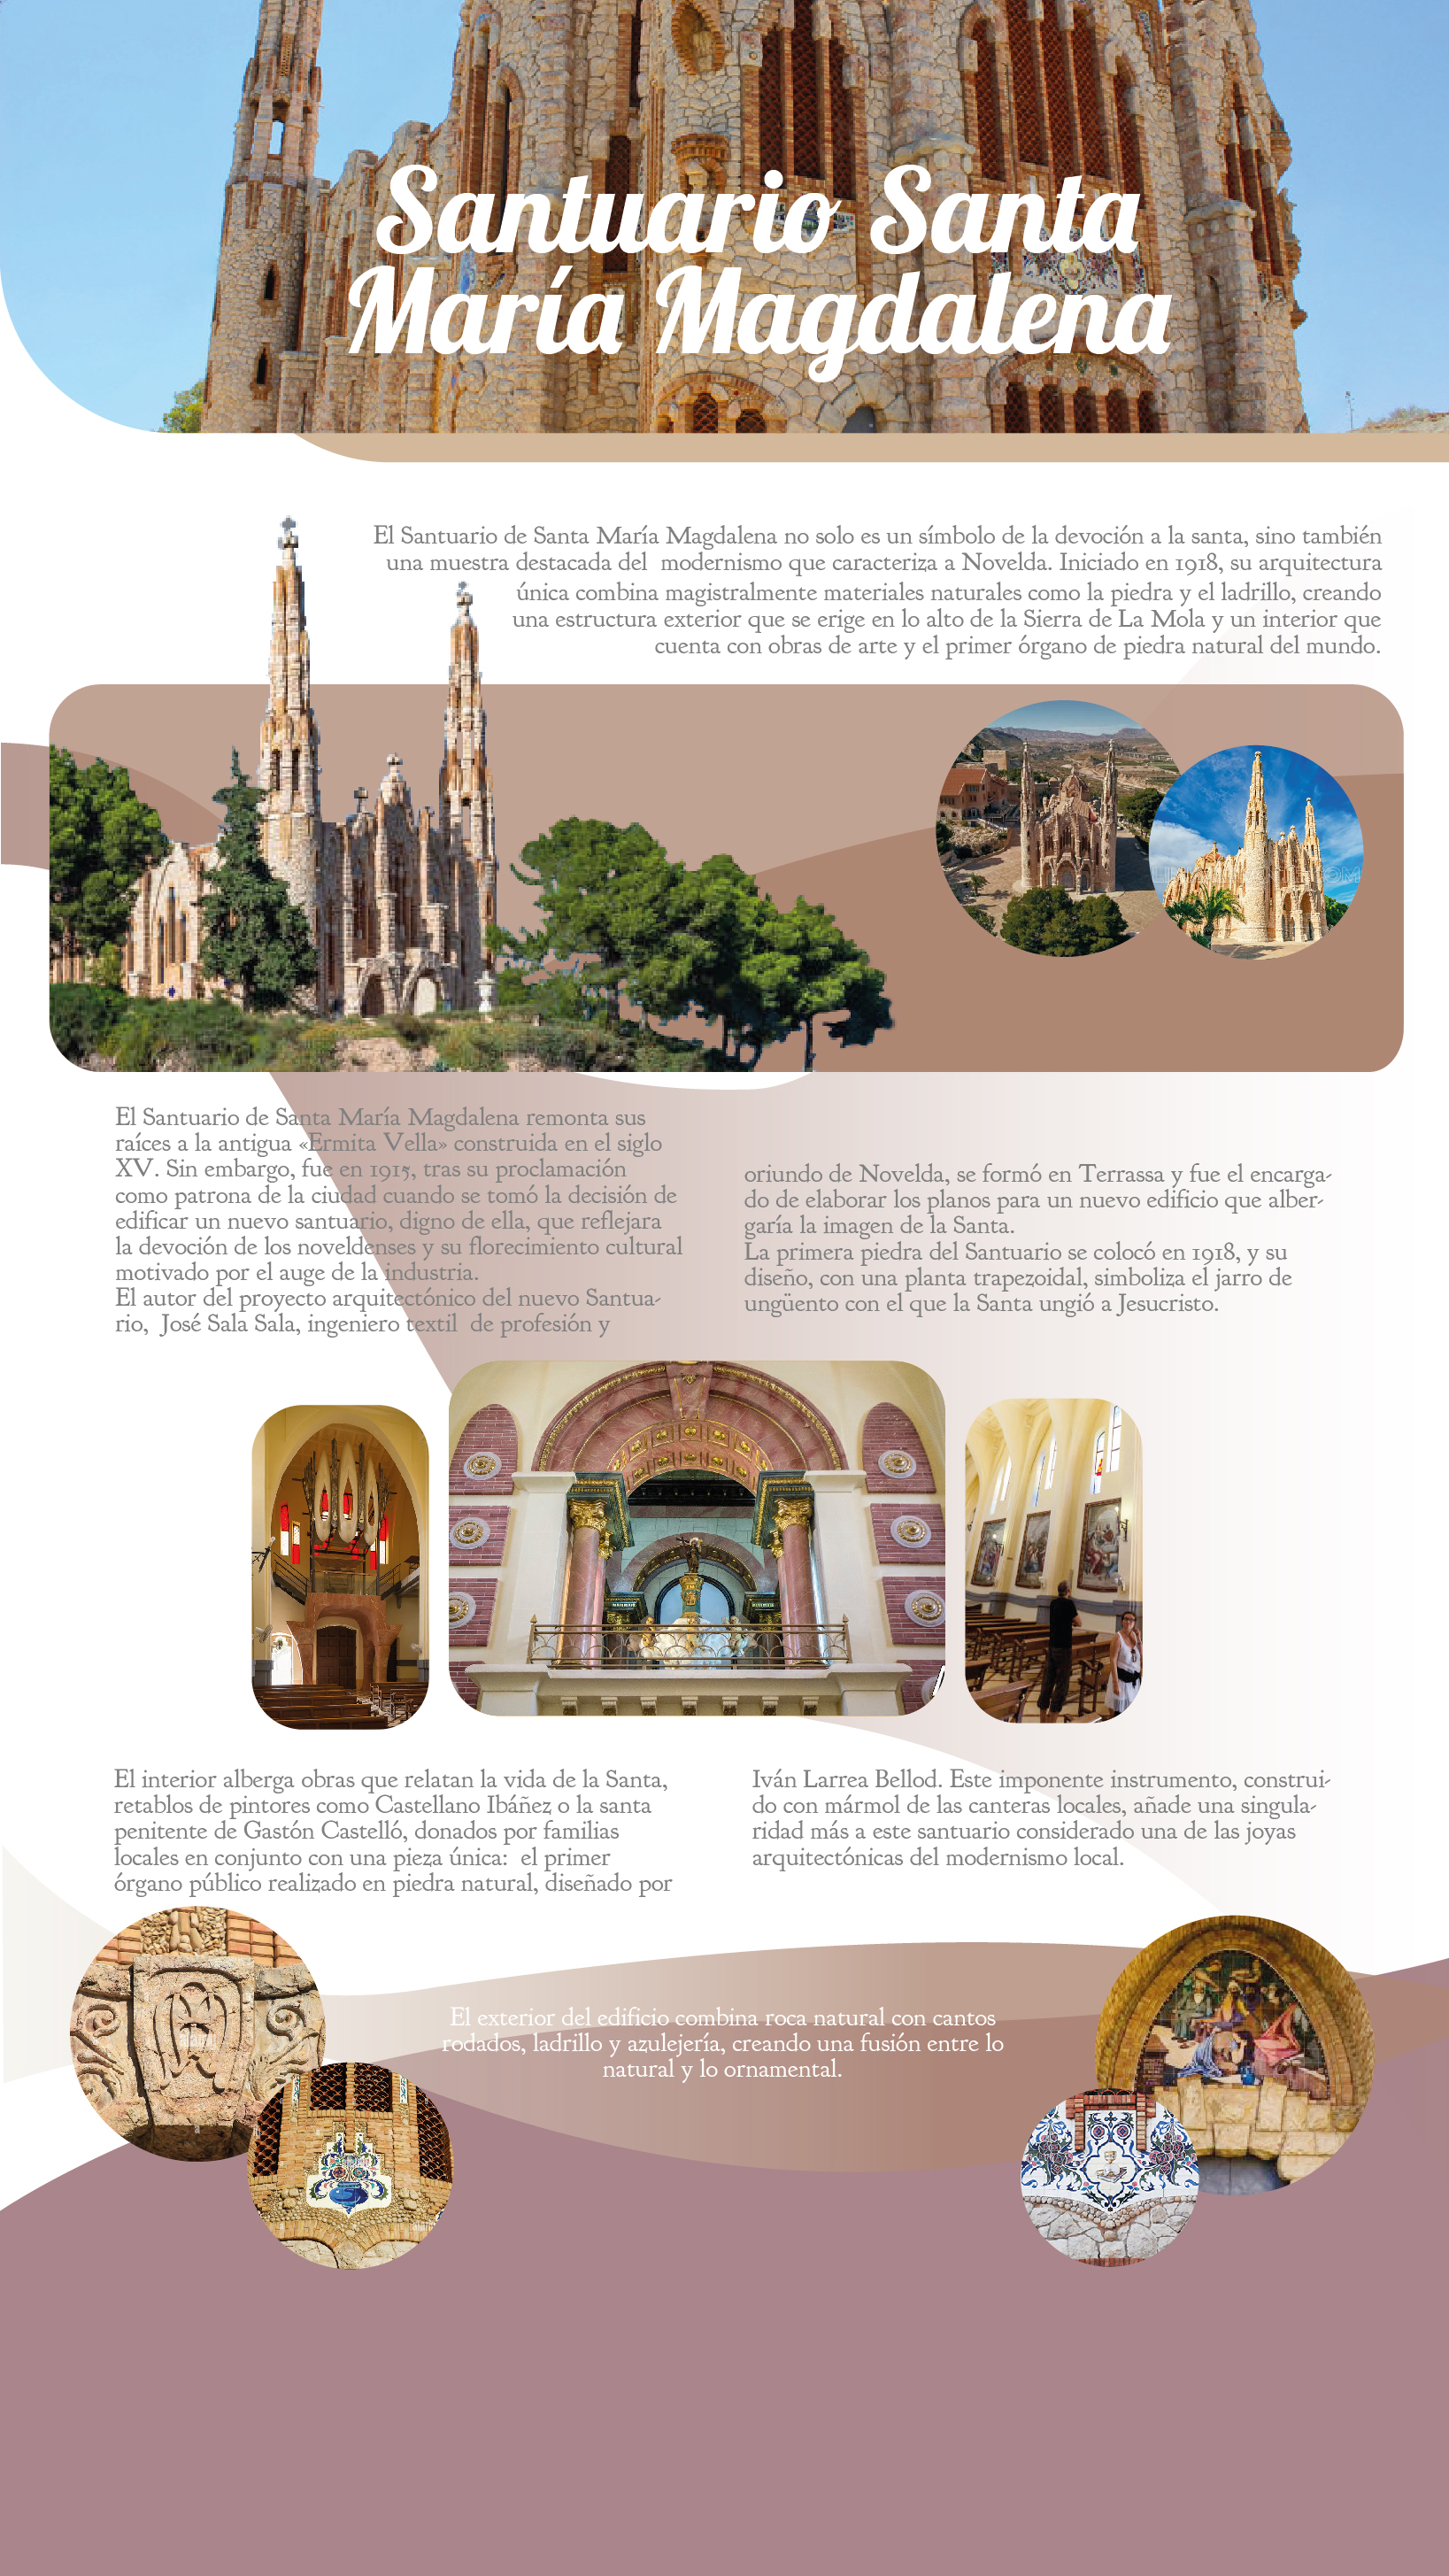 Santuario Santa
María Magdalena
El Santuario de Santa María Magdalena no solo es un símbolo de la devoción a la santa, sino también
una muestra destacada del  modernismo que caracteriza a Novelda. Iniciado en 1918, su arquitectura
única combina magistralmente materiales naturales como la piedra y el ladrillo, creando
una estructura exterior que se erige en lo alto de la Sierra de La Mola y un interior que
cuenta con obras de arte y el primer órgano de piedra natural del mundo.
El Santuario de Santa María Magdalena remonta sus
raíces a la antigua «Ermita Vella» construida en el siglo
XV. Sin embargo, fue en 1915, tras su proclamación
como patrona de la ciudad cuando se tomó la decisión de
edificar un nuevo santuario, digno de ella, que reflejara
la devoción de los noveldenses y su florecimiento cultural
motivado por el auge de la industria.
El autor del proyecto arquitectónico del nuevo Santua-
rio,  José Sala Sala, ingeniero textil  de profesión y
oriundo de Novelda, se formó en Terrassa y fue el encarga-
do de elaborar los planos para un nuevo edificio que alber-
garía la imagen de la Santa.
La primera piedra del Santuario se colocó en 1918, y su
diseño, con una planta trapezoidal, simboliza el jarro de
ungüento con el que la Santa ungió a Jesucristo.
El interior alberga obras que relatan la vida de la Santa,
retablos de pintores como Castellano Ibáñez o la santa
penitente de Gastón Castelló, donados por familias
locales en conjunto con una pieza única:  el primer
órgano público realizado en piedra natural, diseñado por
Iván Larrea Bellod. Este imponente instrumento, construi-
do con mármol de las canteras locales, añade una singula-
ridad más a este santuario considerado una de las joyas
arquitectónicas del modernismo local.
El exterior del edificio combina roca natural con cantos
rodados, ladrillo y azulejería, creando una fusión entre lo
natural y lo ornamental.